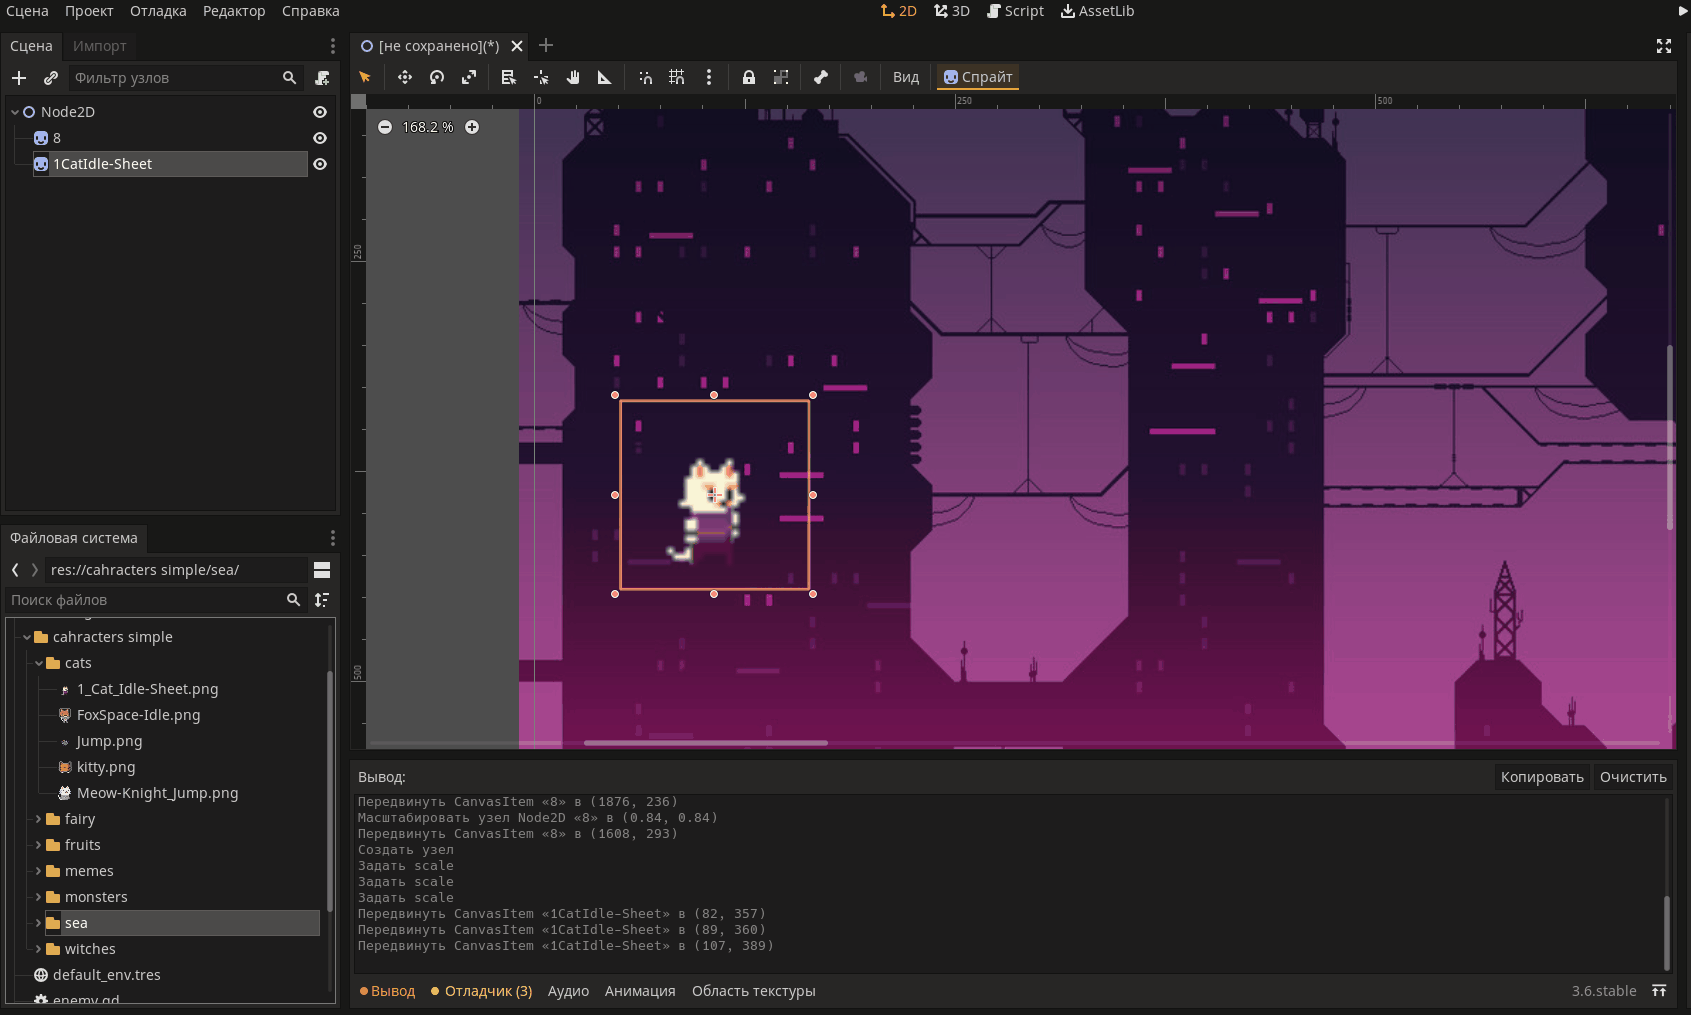 Сцена Проект Отладка Редактор Справка
2D 3D Script AssetLib
Сцена Импорт
[не сохранено](*)
Фильтр узлов
Вид Спрайт
Node2D
8
1CatIdle-Sheet
0 250 500
168.2 %
250
500
Файловая система
res://cahracters simple/sea/
Поиск файлов
cahracters simple
cats
1_Cat_Idle-Sheet.png
FoxSpace-Idle.png
Jump.png
kitty.png
Meow-Knight_Jump.png
fairy
fruits
memes
monsters
sea
witches
default_env.tres
enemy.gd
Вывод:
Копировать Очистить
Передвинуть CanvasItem «8» в (1876, 236)
Масштабировать узел Node2D «8» в (0.84, 0.84)
Передвинуть CanvasItem «8» в (1608, 293)
Создать узел
Задать scale
Задать scale
Задать scale
Передвинуть CanvasItem «1CatIdle-Sheet» в (82, 357)
Передвинуть CanvasItem «1CatIdle-Sheet» в (89, 360)
Передвинуть CanvasItem «1CatIdle-Sheet» в (107, 389)
Вывод Отладчик (3) Аудио Анимация Область текстуры
3.6.stable